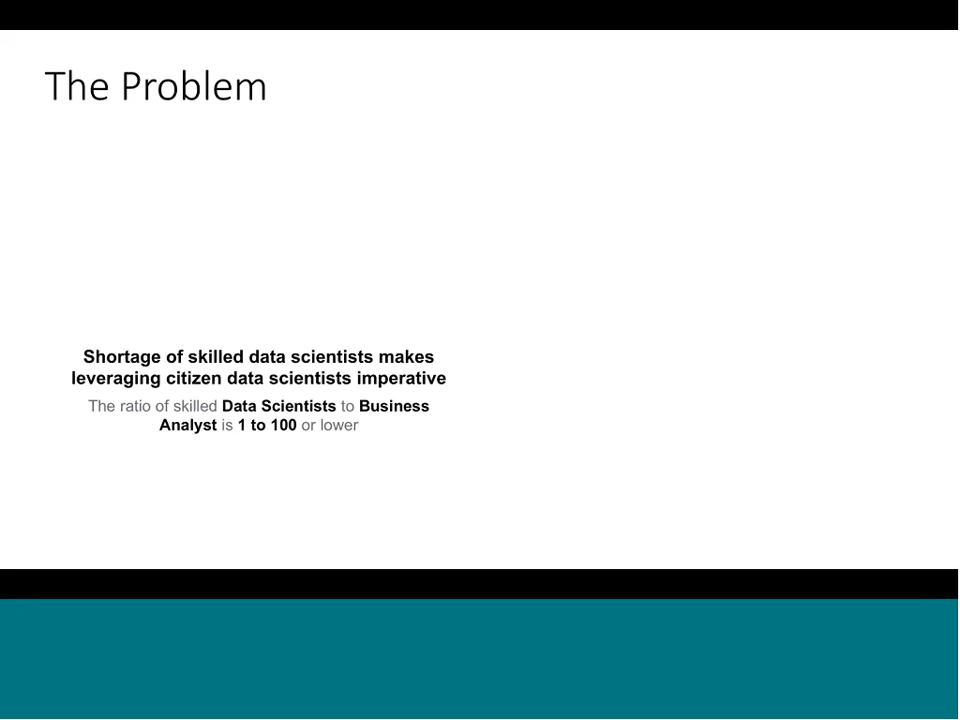 The Problem
Shortage of skilled data scientists makes
leveraging citizen data scientists imperative
The ratio of skilled Data Scientists to Business
Analyst is 1 to 100 or lower